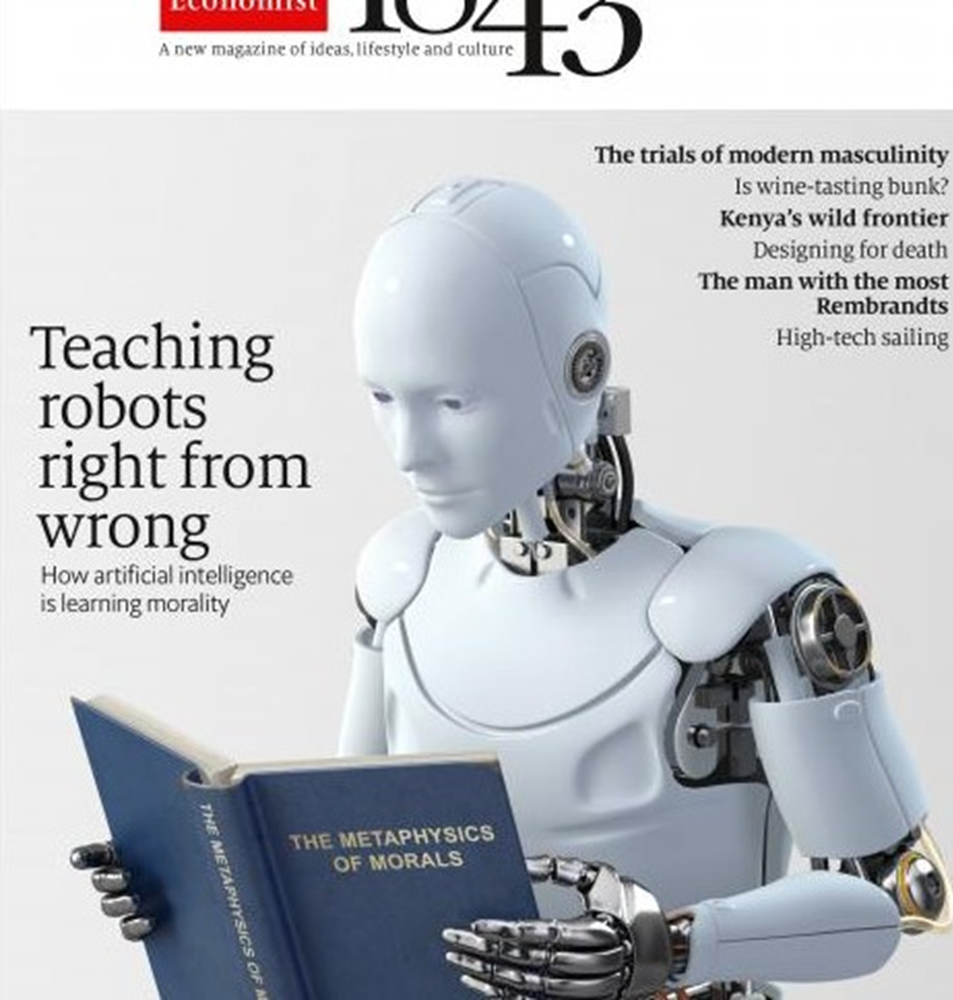 Economist 1843
A new magazine of ideas, lifestyle and culture
The trials of modern masculinity
Is wine-tasting bunk?
Kenya's wild frontier
Designing for death
The man with the most
Rembrandts
High-tech sailing
Teaching
robots
right from
wrong
How artificial intelligence
is learning morality
THE METAPHYSICS
OF MORALS
THE METAPHYSICS OF